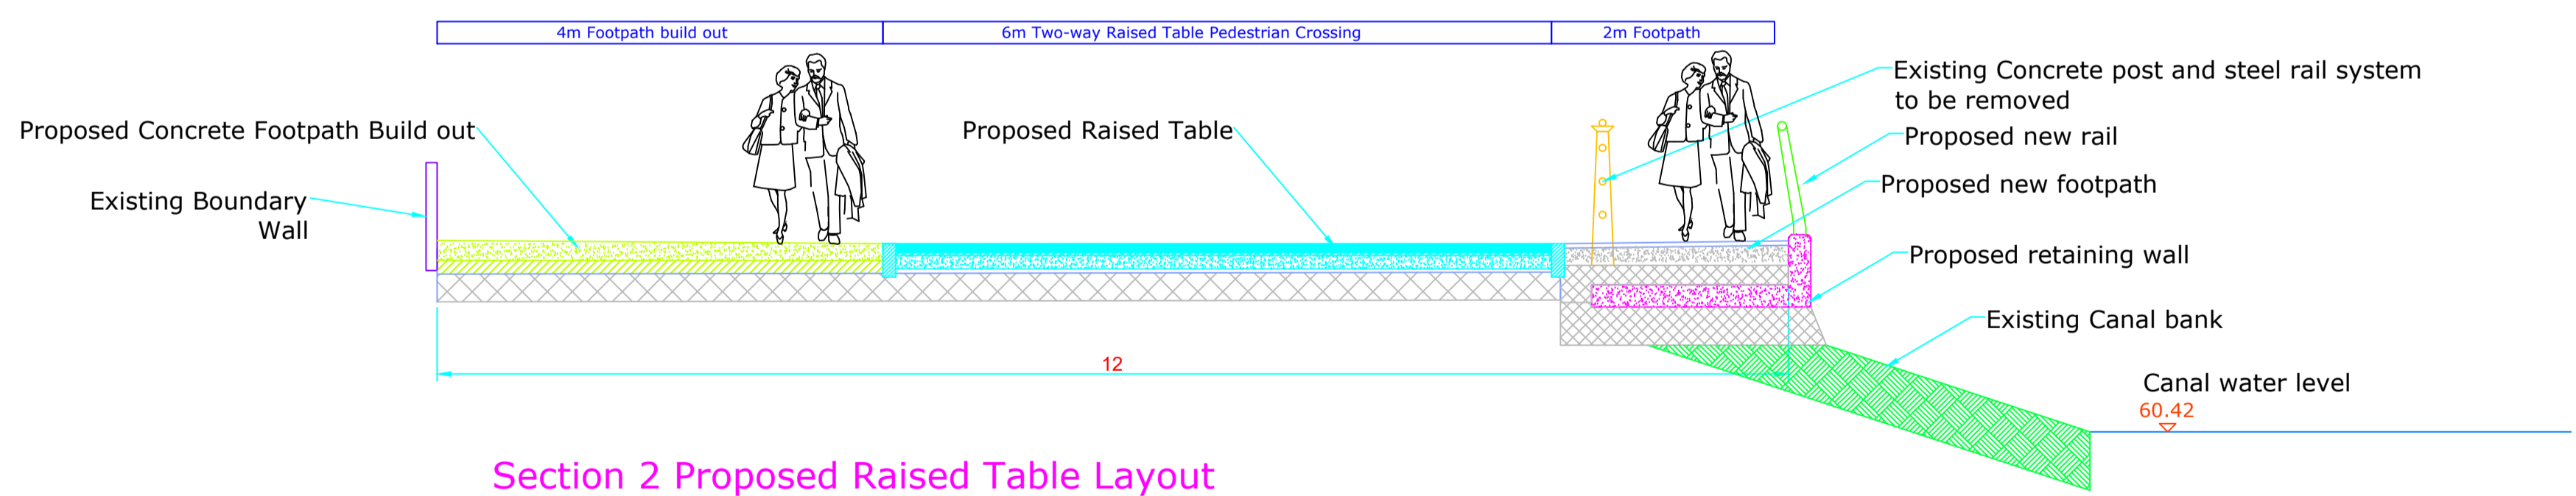 4m Footpath build out
6m Two-way Raised Table Pedestrian Crossing
2m Footpath
Existing Concrete post and steel rail system
to be removed
Proposed Concrete Footpath Build out
Proposed Raised Table
Proposed new rail
Existing Boundary
Wall
Proposed new footpath
Proposed retaining wall
Existing Canal bank
12
Canal water level
60.42
Section 2 Proposed Raised Table Layout